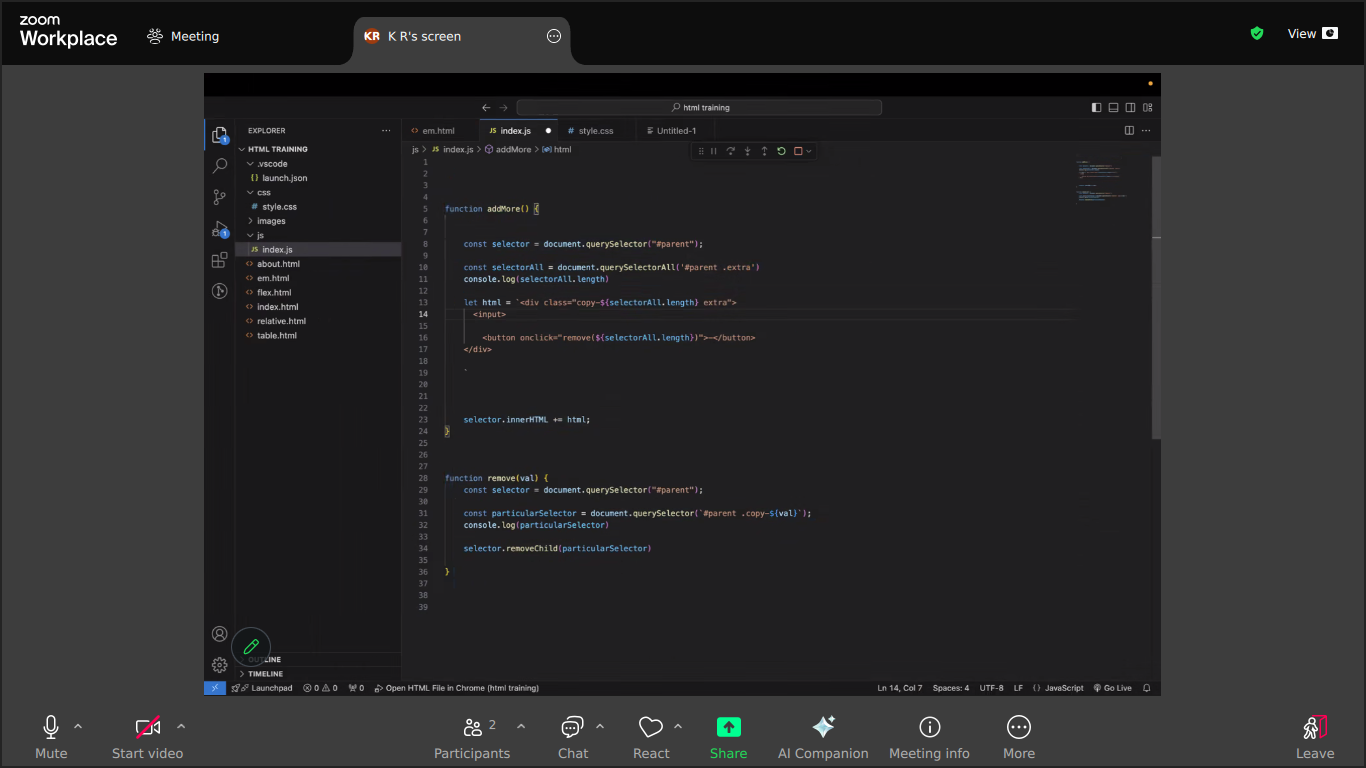 zoom
Workplace
Meeting
KR K R's screen
View
html training
EXPLORER
HTML TRAINING
.vscode
{} launch.json
css
# style.css
images
js
JS index.js
<> about.html
<> em.html
<> flex.html
<> index.html
<> relative.html
<> table.html
OUTLINE
TIMELINE
<> em.html JS index.js # style.css Untitled-1
js > JS index.js > addMore > html
1
2
3
4
5 function addMore() {
6
7
8 const selector = document.querySelector("#parent");
9
10 const selectorAll = document.querySelectorAll('#parent .extra')
11 console.log(selectorAll.length)
12
13 let html = `<div class="copy-${selectorAll.length} extra">
14 <input>
15
16 <button onclick="remove(${selectorAll.length})">-</button>
17 </div>
18
19 `
20
21
22
23 selector.innerHTML += html;
24 }
25
26
27
28 function remove(val) {
29 const selector = document.querySelector("#parent");
30
31 const particularSelector = document.querySelector(`#parent .copy-${val}`);
32 console.log(particularSelector)
33
34 selector.removeChild(particularSelector)
35
36 }
37
38
39
Launchpad 0 0 0 Open HTML File in Chrome (html training) Ln 14, Col 7 Spaces: 4 UTF-8 LF {} JavaScript Go Live
Mute Start video Participants 2 Chat React Share AI Companion Meeting info More Leave